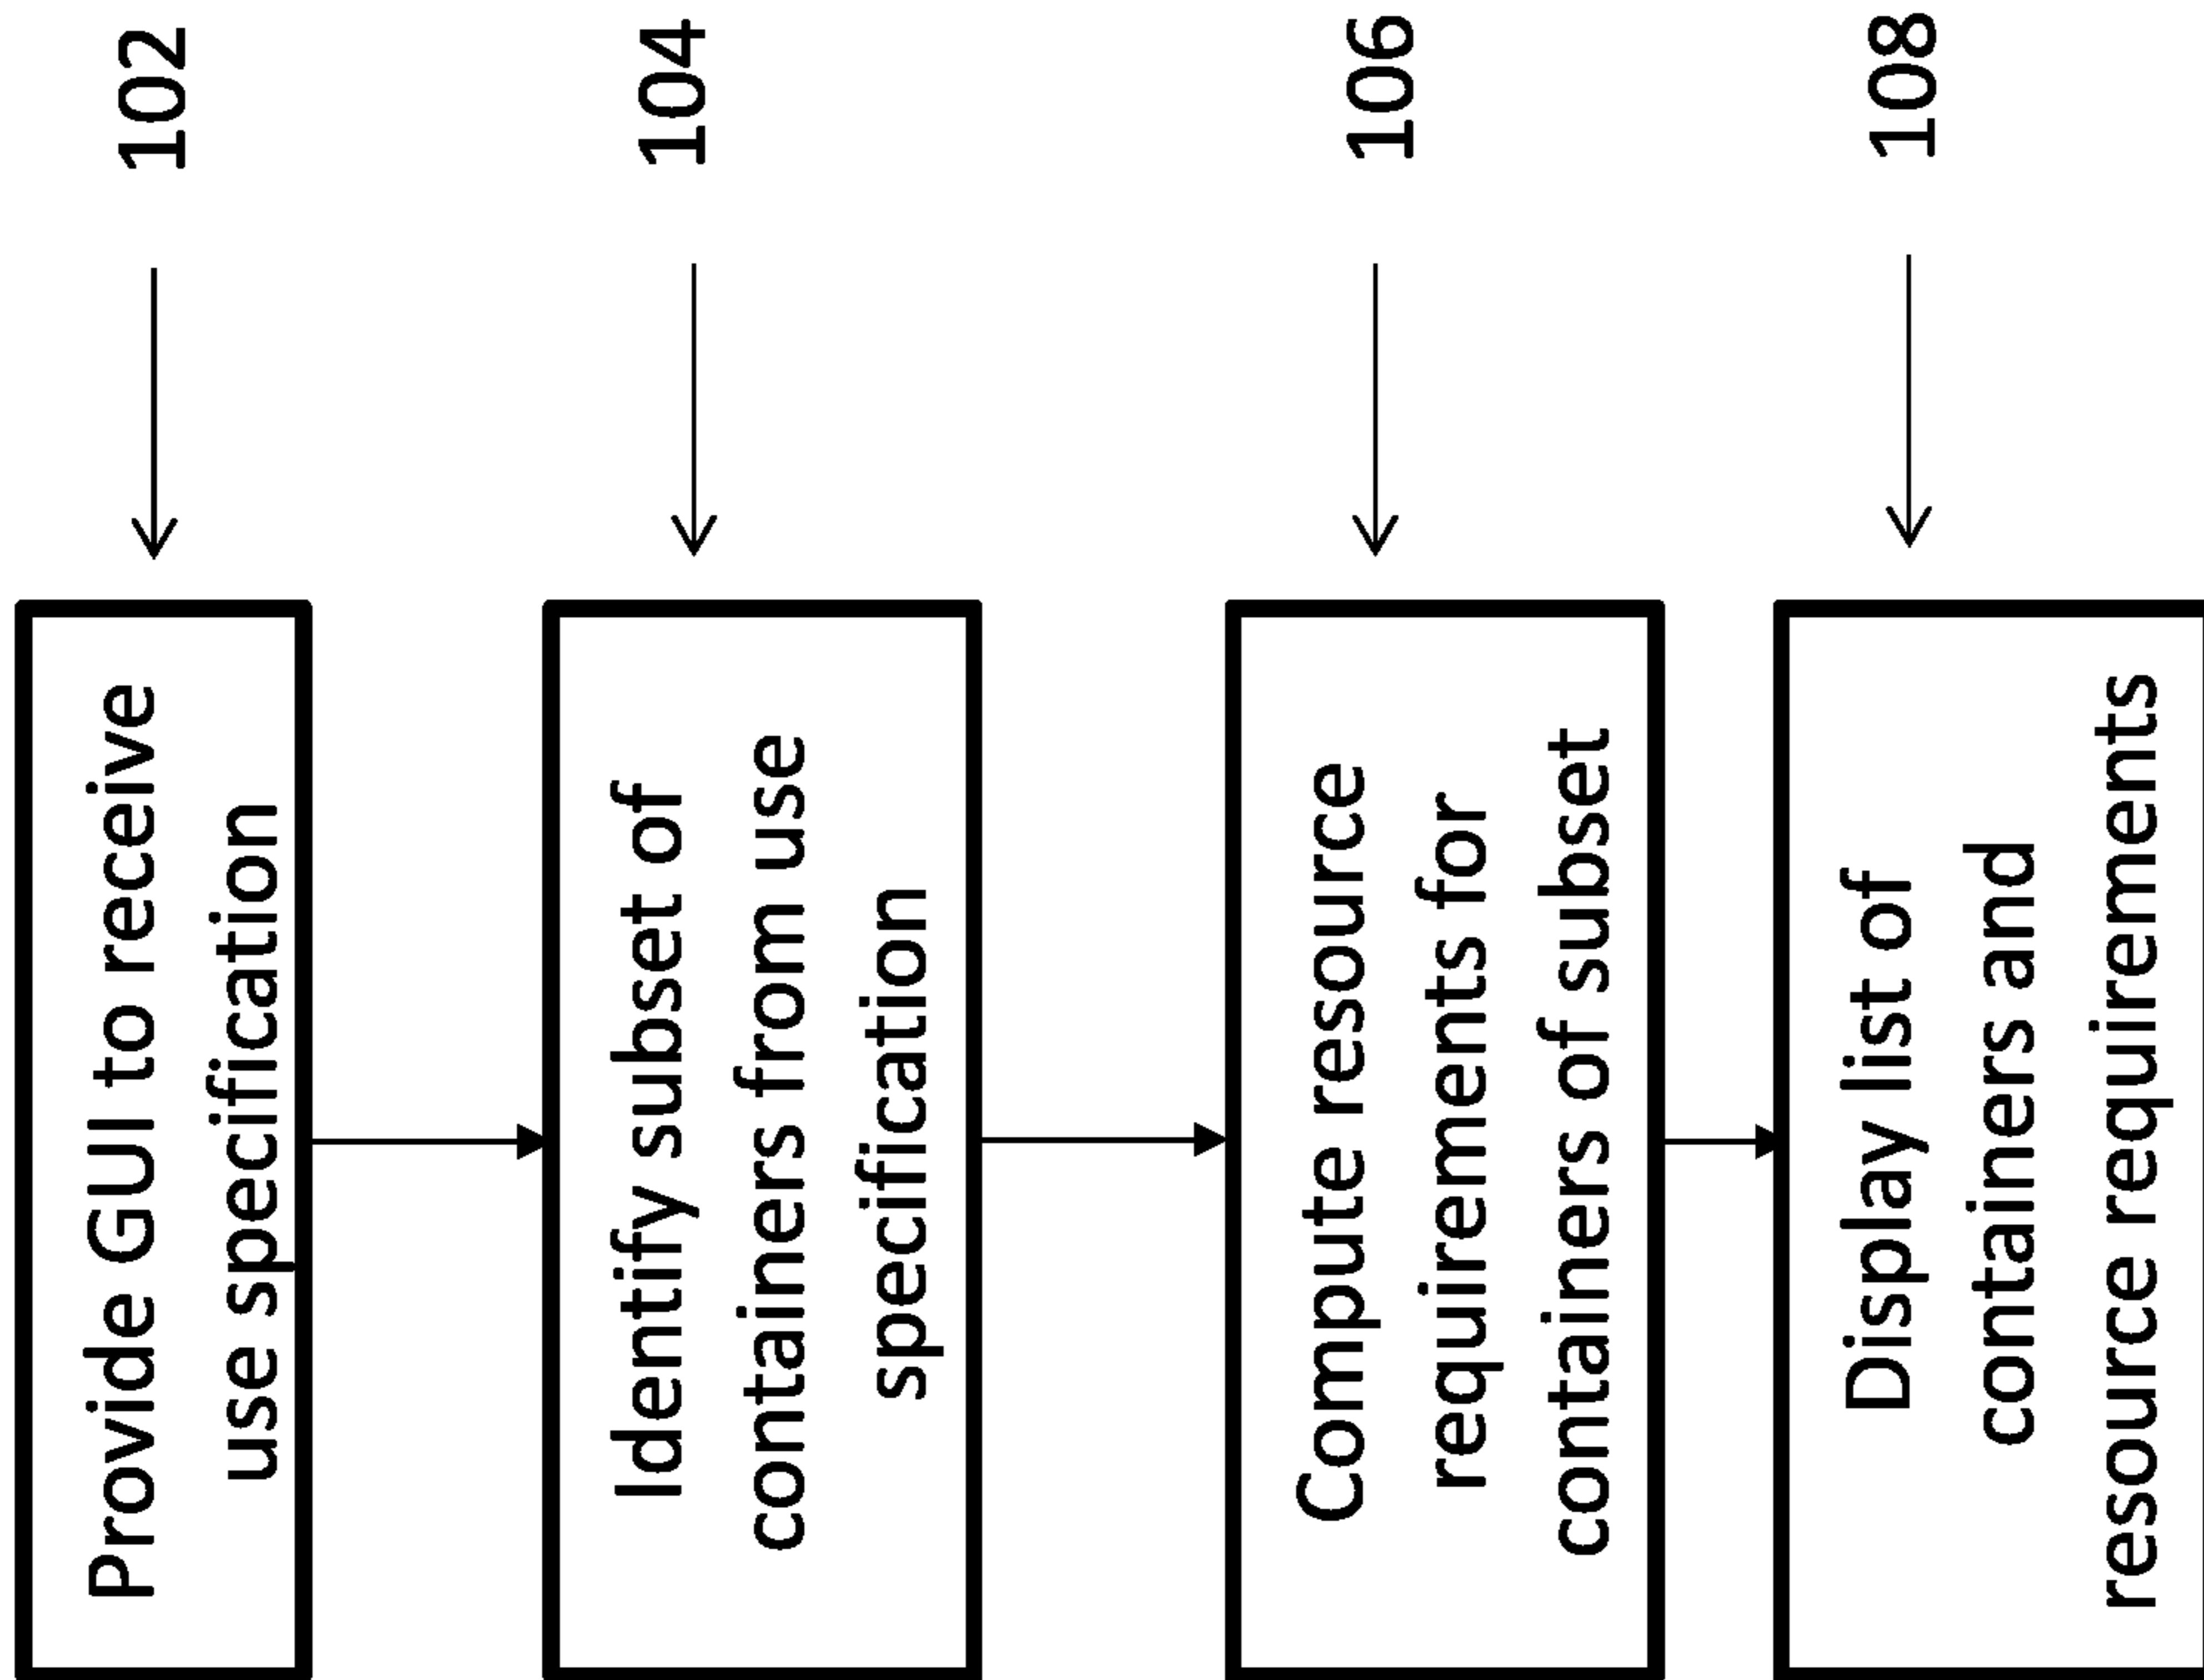 Provide GUI to receive
use specification
102
Identify subset of
containers from use
specification
104
Compute resource
requirements for
containers of subset
106
Display list of
containers and
resource requirements
108